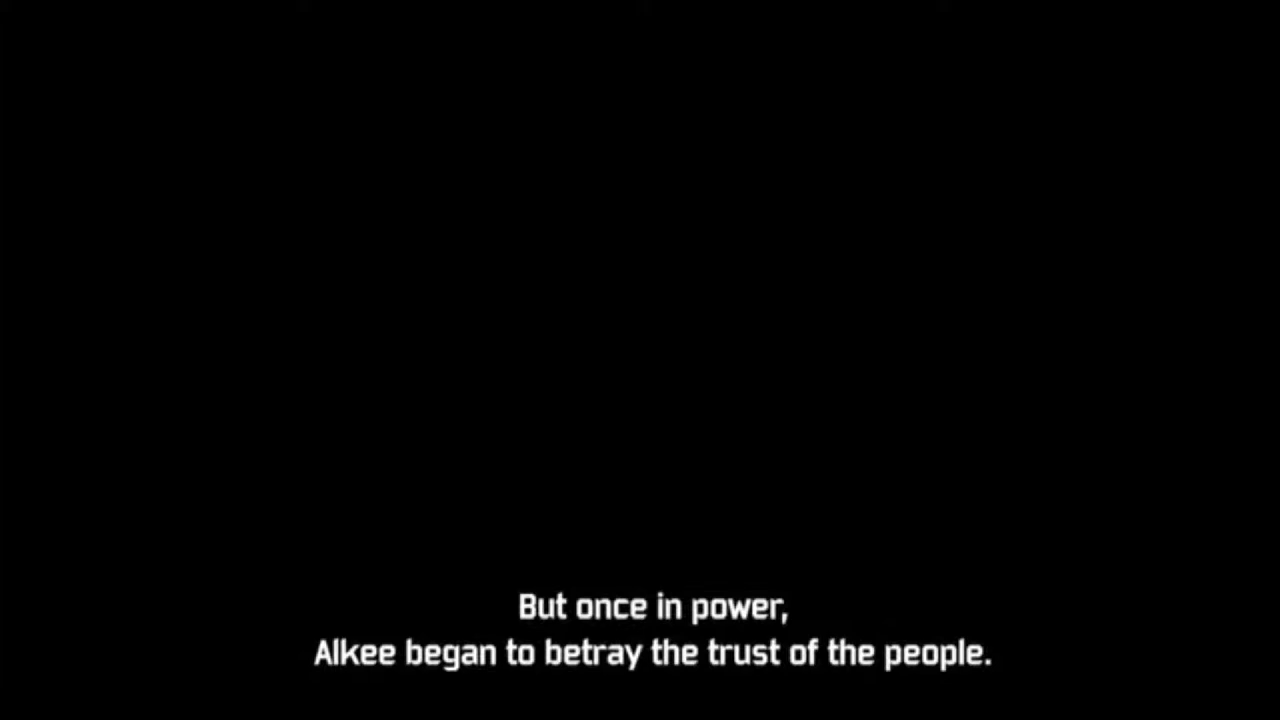 But once in power,
Alkee began to betray the trust of the people.